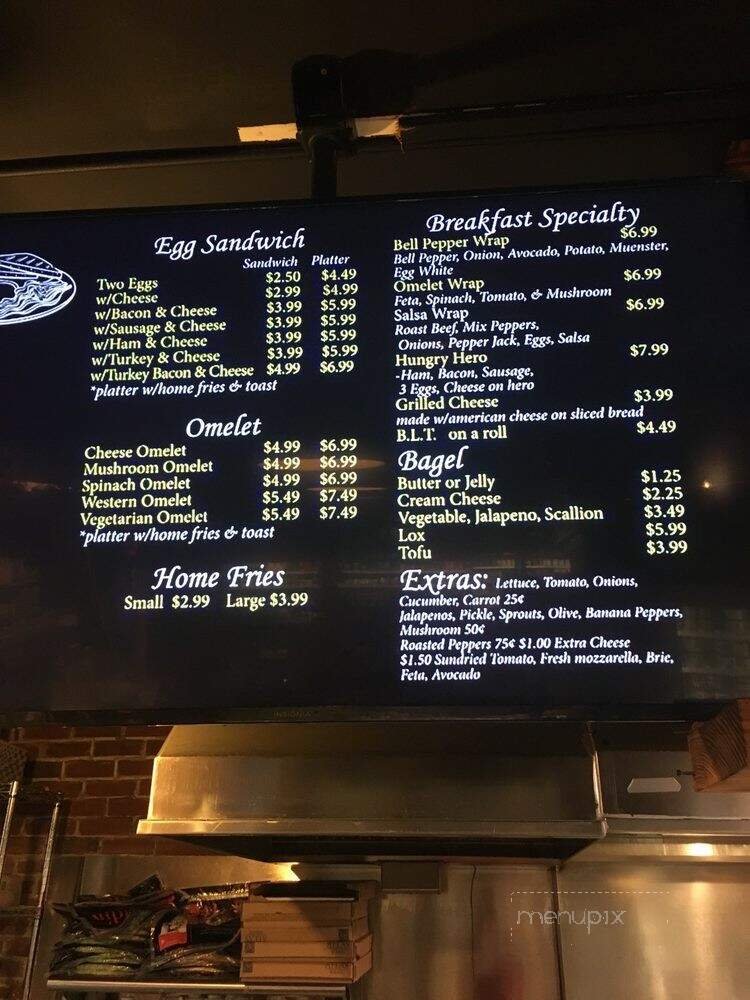 Egg Sandwich
Sandwich Platter
Two Eggs $2.50 $4.49
w/Cheese $2.99 $4.99
w/Bacon & Cheese $3.99 $5.99
w/Sausage & Cheese $3.99 $5.99
w/Ham & Cheese $3.99 $5.99
w/Turkey & Cheese $3.99 $5.99
w/Turkey Bacon & Cheese $4.99 $6.99
*platter w/home fries & toast
Omelet
Cheese Omelet $4.99 $6.99
Mushroom Omelet $4.99 $6.99
Spinach Omelet $4.99 $6.99
Western Omelet $5.49 $7.49
Vegetarian Omelet $5.49 $7.49
*platter w/home fries & toast
Home Fries
Small $2.99 Large $3.99
Breakfast Specialty
Bell Pepper Wrap $6.99
Bell Pepper, Onion, Avocado, Potato, Muenster,
Egg White
Omelet Wrap $6.99
Feta, Spinach, Tomato, & Mushroom
Salsa Wrap $6.99
Roast Beef, Mix Peppers,
Onions, Pepper Jack, Eggs, Salsa
Hungry Hero $7.99
-Ham, Bacon, Sausage,
3 Eggs, Cheese on hero
Grilled Cheese $3.99
made w/american cheese on sliced bread
B.L.T. on a roll $4.49
Bagel
Butter or Jelly $1.25
Cream Cheese $2.25
Vegetable, Jalapeno, Scallion $3.49
Lox $5.99
Tofu $3.99
Extras: Lettuce, Tomato, Onions,
Cucumber, Carrot 25¢
Jalapenos, Pickle, Sprouts, Olive, Banana Peppers,
Mushroom 50¢
Roasted Peppers 75¢ $1.00 Extra Cheese
$1.50 Sundried Tomato, Fresh mozzarella, Brie,
Feta, Avocado
INSIGNIA
menupix